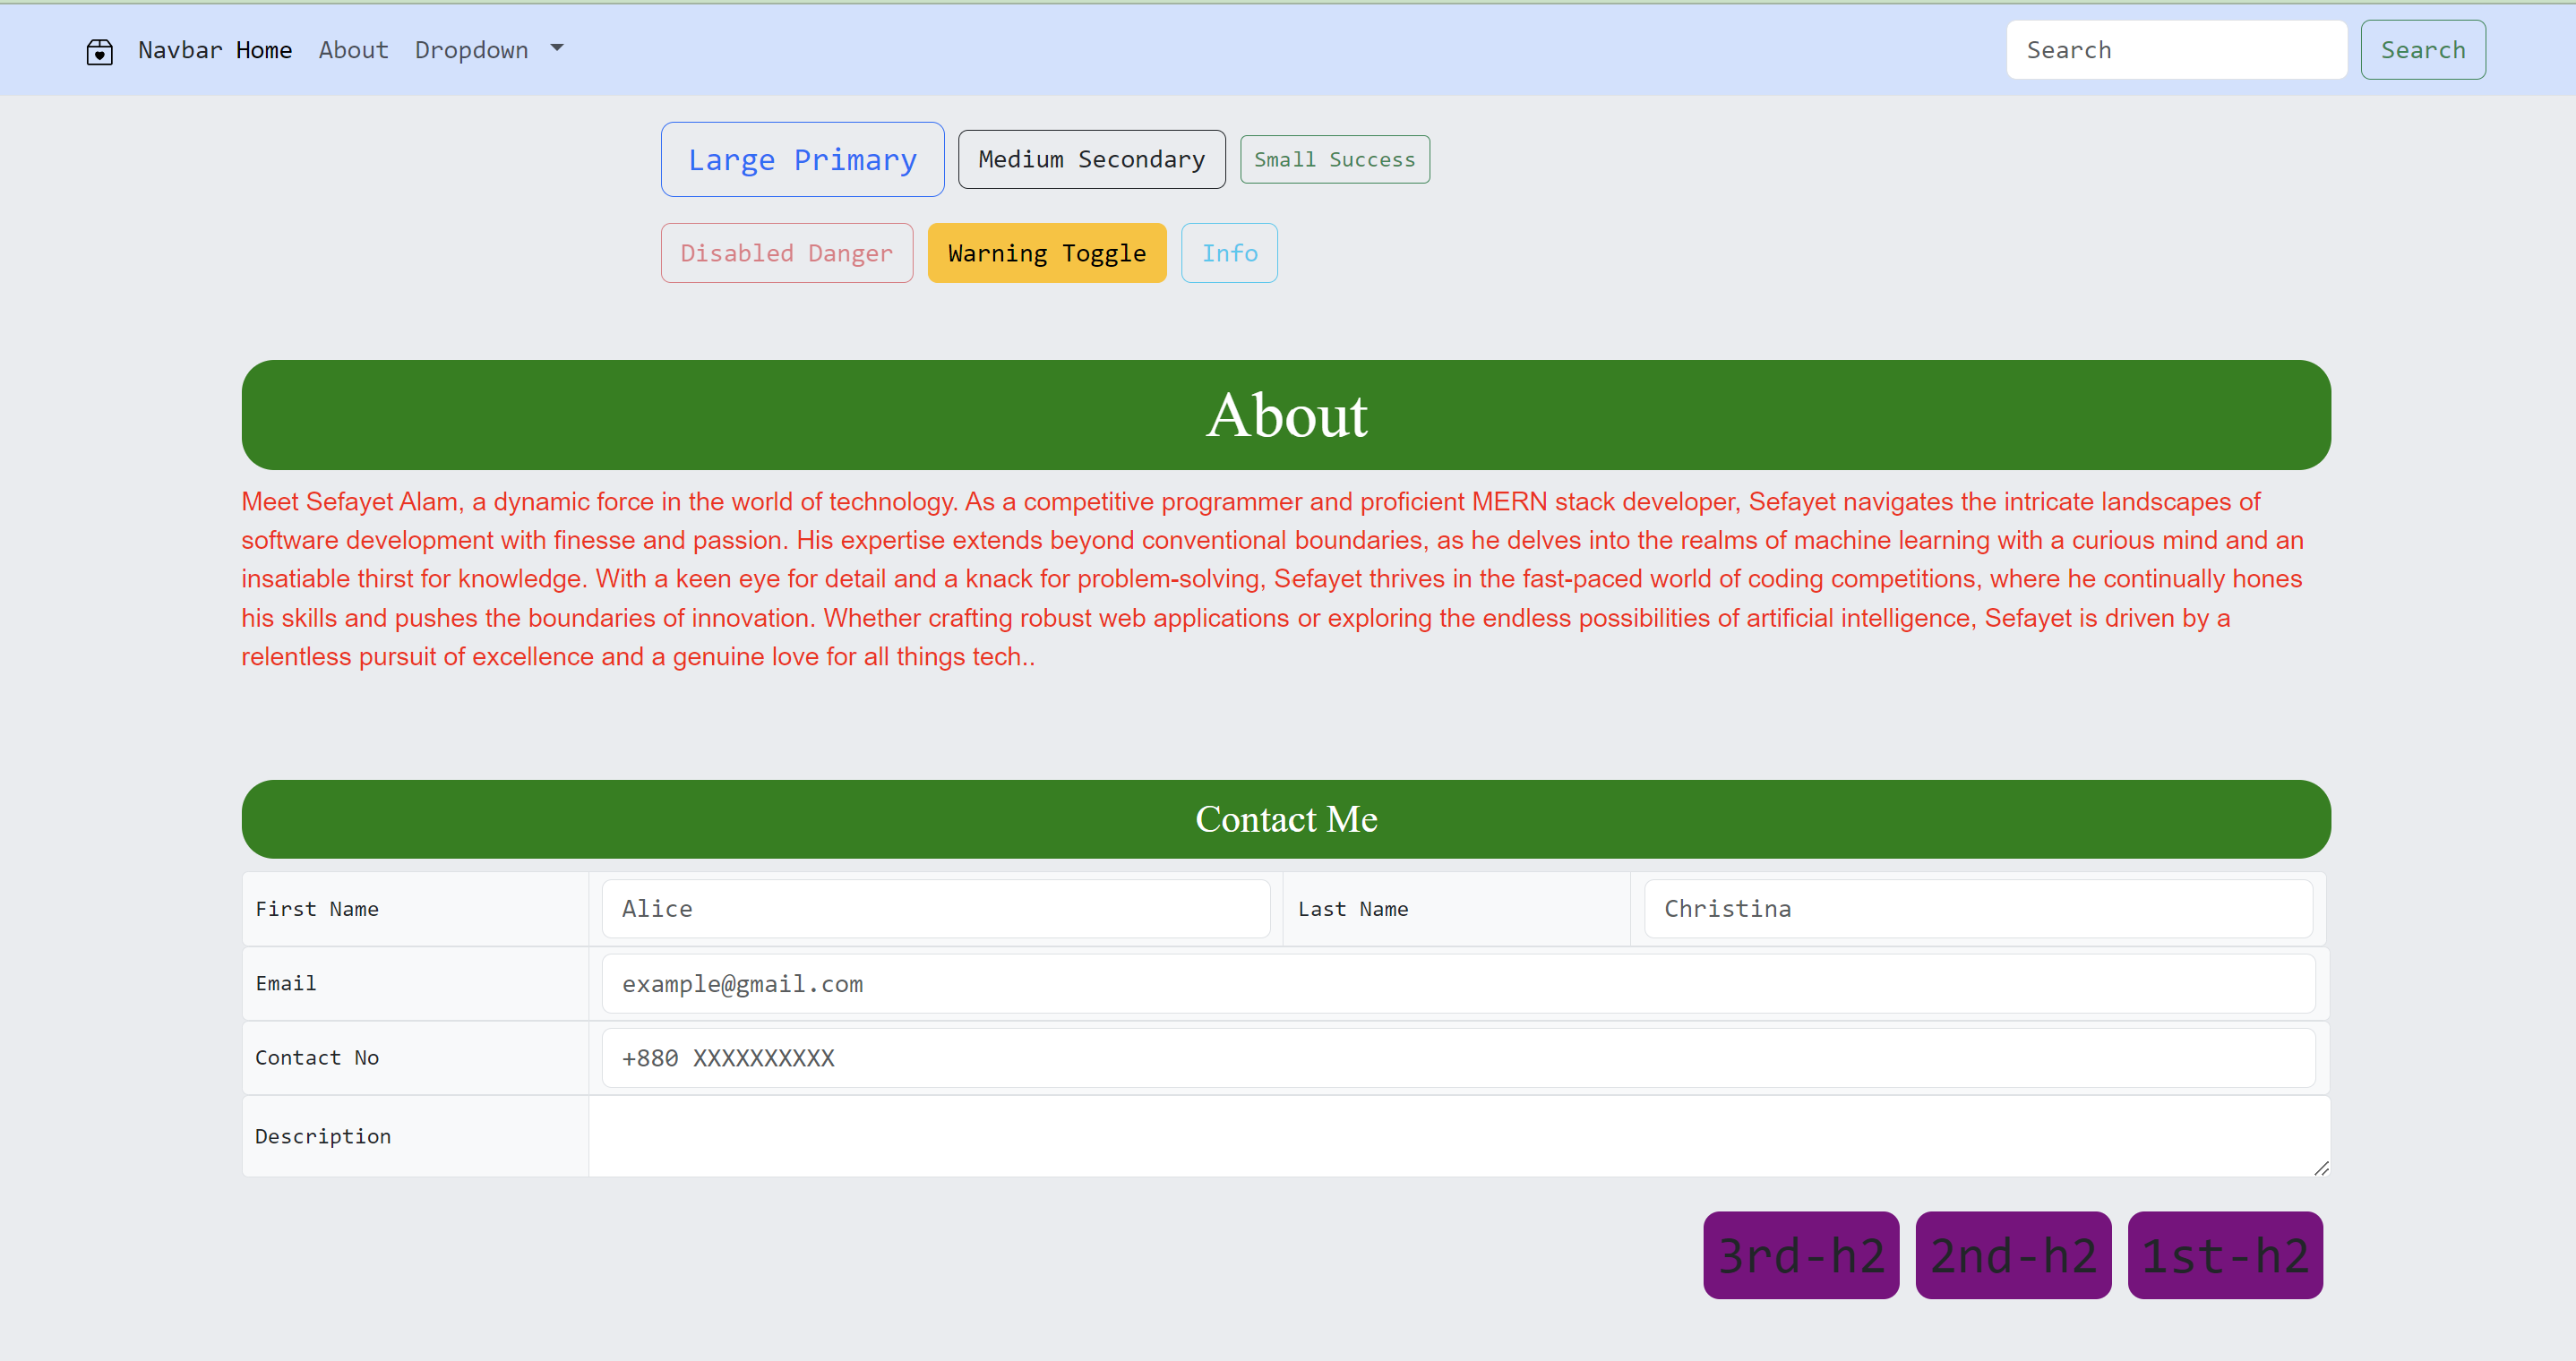 Navbar Home About Dropdown Search Search
Large Primary Medium Secondary Small Success
Disabled Danger Warning Toggle Info
About
Meet Sefayet Alam, a dynamic force in the world of technology. As a competitive programmer and proficient MERN stack developer, Sefayet navigates the intricate landscapes of
software development with finesse and passion. His expertise extends beyond conventional boundaries, as he delves into the realms of machine learning with a curious mind and an
insatiable thirst for knowledge. With a keen eye for detail and a knack for problem-solving, Sefayet thrives in the fast-paced world of coding competitions, where he continually hones
his skills and pushes the boundaries of innovation. Whether crafting robust web applications or exploring the endless possibilities of artificial intelligence, Sefayet is driven by a
relentless pursuit of excellence and a genuine love for all things tech..
Contact Me
First Name Alice Last Name Christina
Email example@gmail.com
Contact No +880 XXXXXXXXXX
Description
3rd-h2 2nd-h2 1st-h2